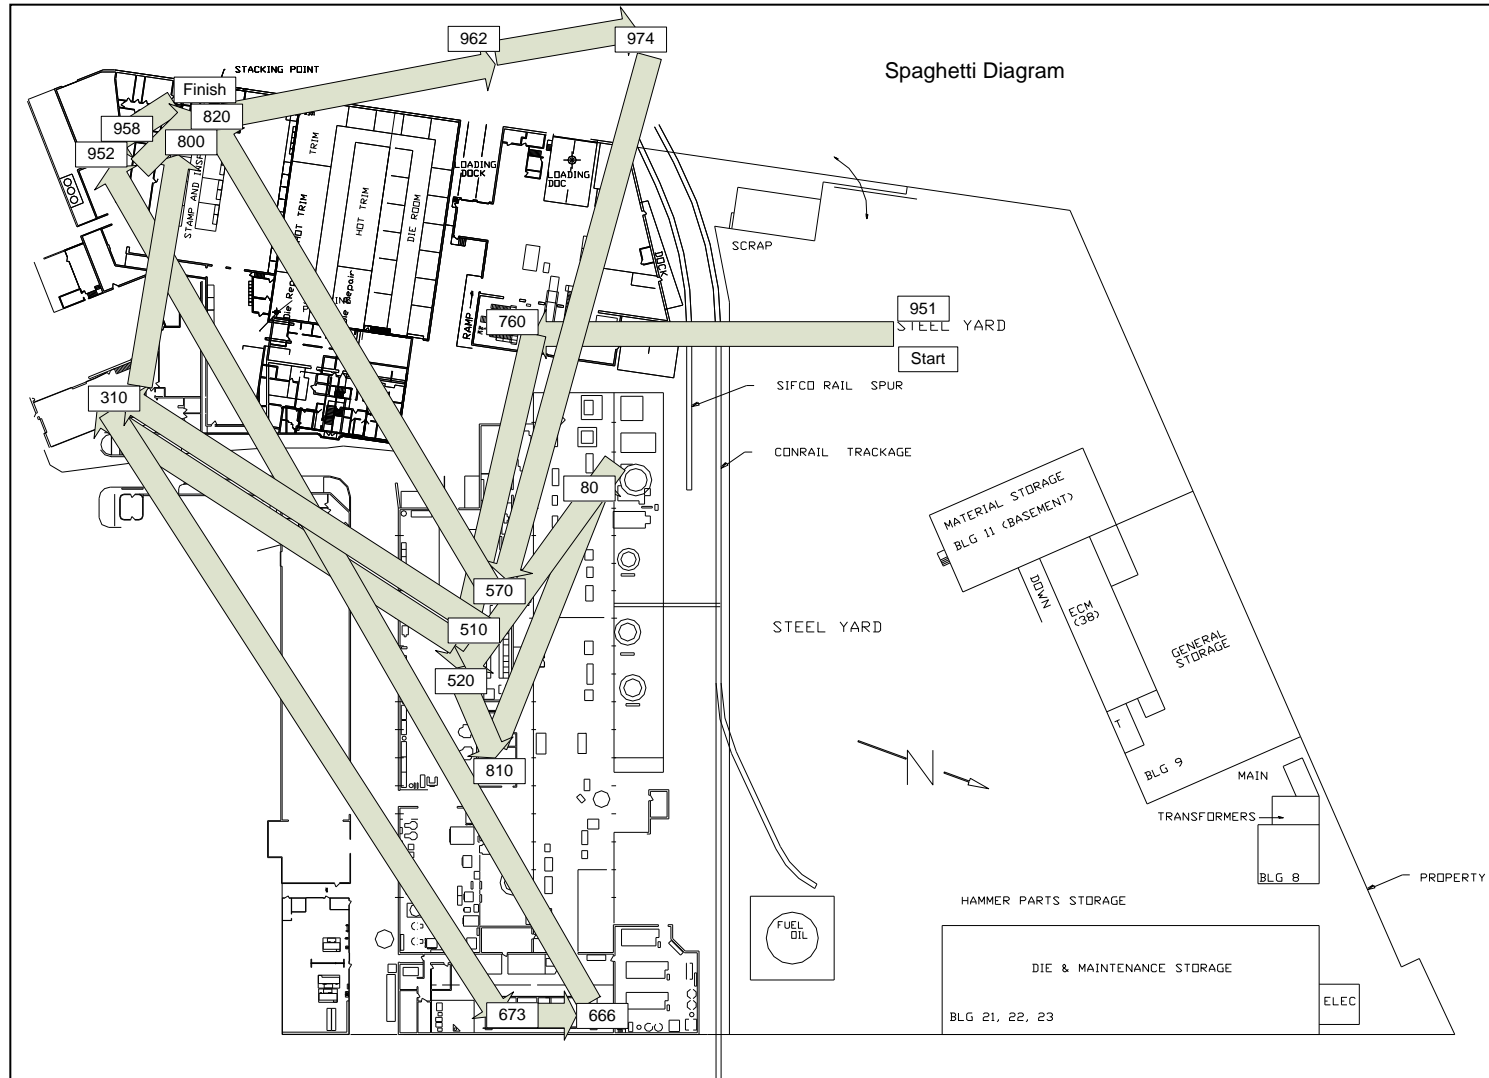 962
974
Spaghetti Diagram
STACKING POINT
Finish
820
958
800
952
STAMP AND INSP
TRIM
HOT TRIM
HOT TRIM
DIE ROOM
LOADING
DOCK
LOADING
DOC
SCRAP
DOCK
Die Repair
RAMP
760
951
STEEL YARD
Start
310
SIFCO RAIL SPUR
CONRAIL TRACKAGE
80
MATERIAL STORAGE
BLG 11 (BASEMENT)
DOWN
ECM
(38)
GENERAL
STORAGE
570
510
STEEL YARD
520
T
810
N
BLG 9
MAIN
TRANSFORMERS
BLG 8
PROPERTY
HAMMER PARTS STORAGE
FUEL
OIL
DIE & MAINTENANCE STORAGE
ELEC
673
666
BLG 21, 22, 23